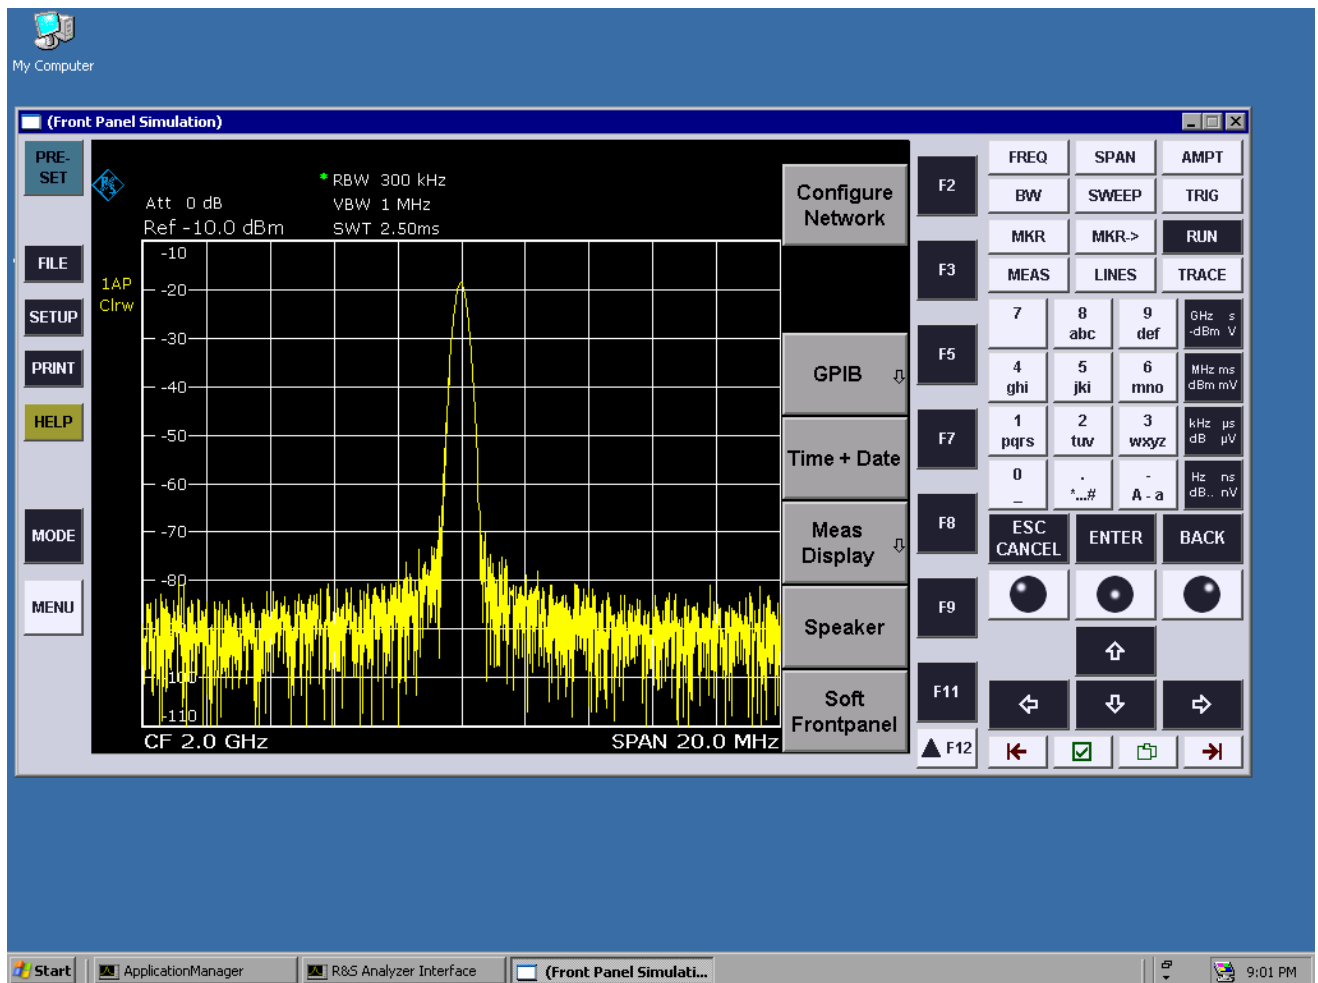 My Computer
(Front Panel Simulation)
PRE-
SET
FILE
SETUP
PRINT
HELP
MODE
MENU
R&S
Att 0 dB
Ref -10.0 dBm
* RBW 300 kHz
VBW 1 MHz
SWT 2.50ms
1AP
Clrw
-10
-20
-30
-40
-50
-60
-70
-80
-100
-110
CF 2.0 GHz
SPAN 20.0 MHz
Configure
Network
GPIB
Time + Date
Meas
Display
Speaker
Soft
Frontpanel
F2
F3
F5
F7
F8
F9
F11
F12
FREQ SPAN AMPT
BW SWEEP TRIG
MKR MKR-> RUN
MEAS LINES TRACE
7 8 9 GHz s
abc def -dBm V
4 5 6 MHz ms
ghi jkl mno dBm mV
1 2 3 kHz µs
pqrs tuv wxyz dB µV
0 . - Hz ns
_ *...# A - a dB.. nV
ESC
CANCEL
ENTER
BACK
Start
ApplicationManager
R&S Analyzer Interface
(Front Panel Simulati...
9:01 PM